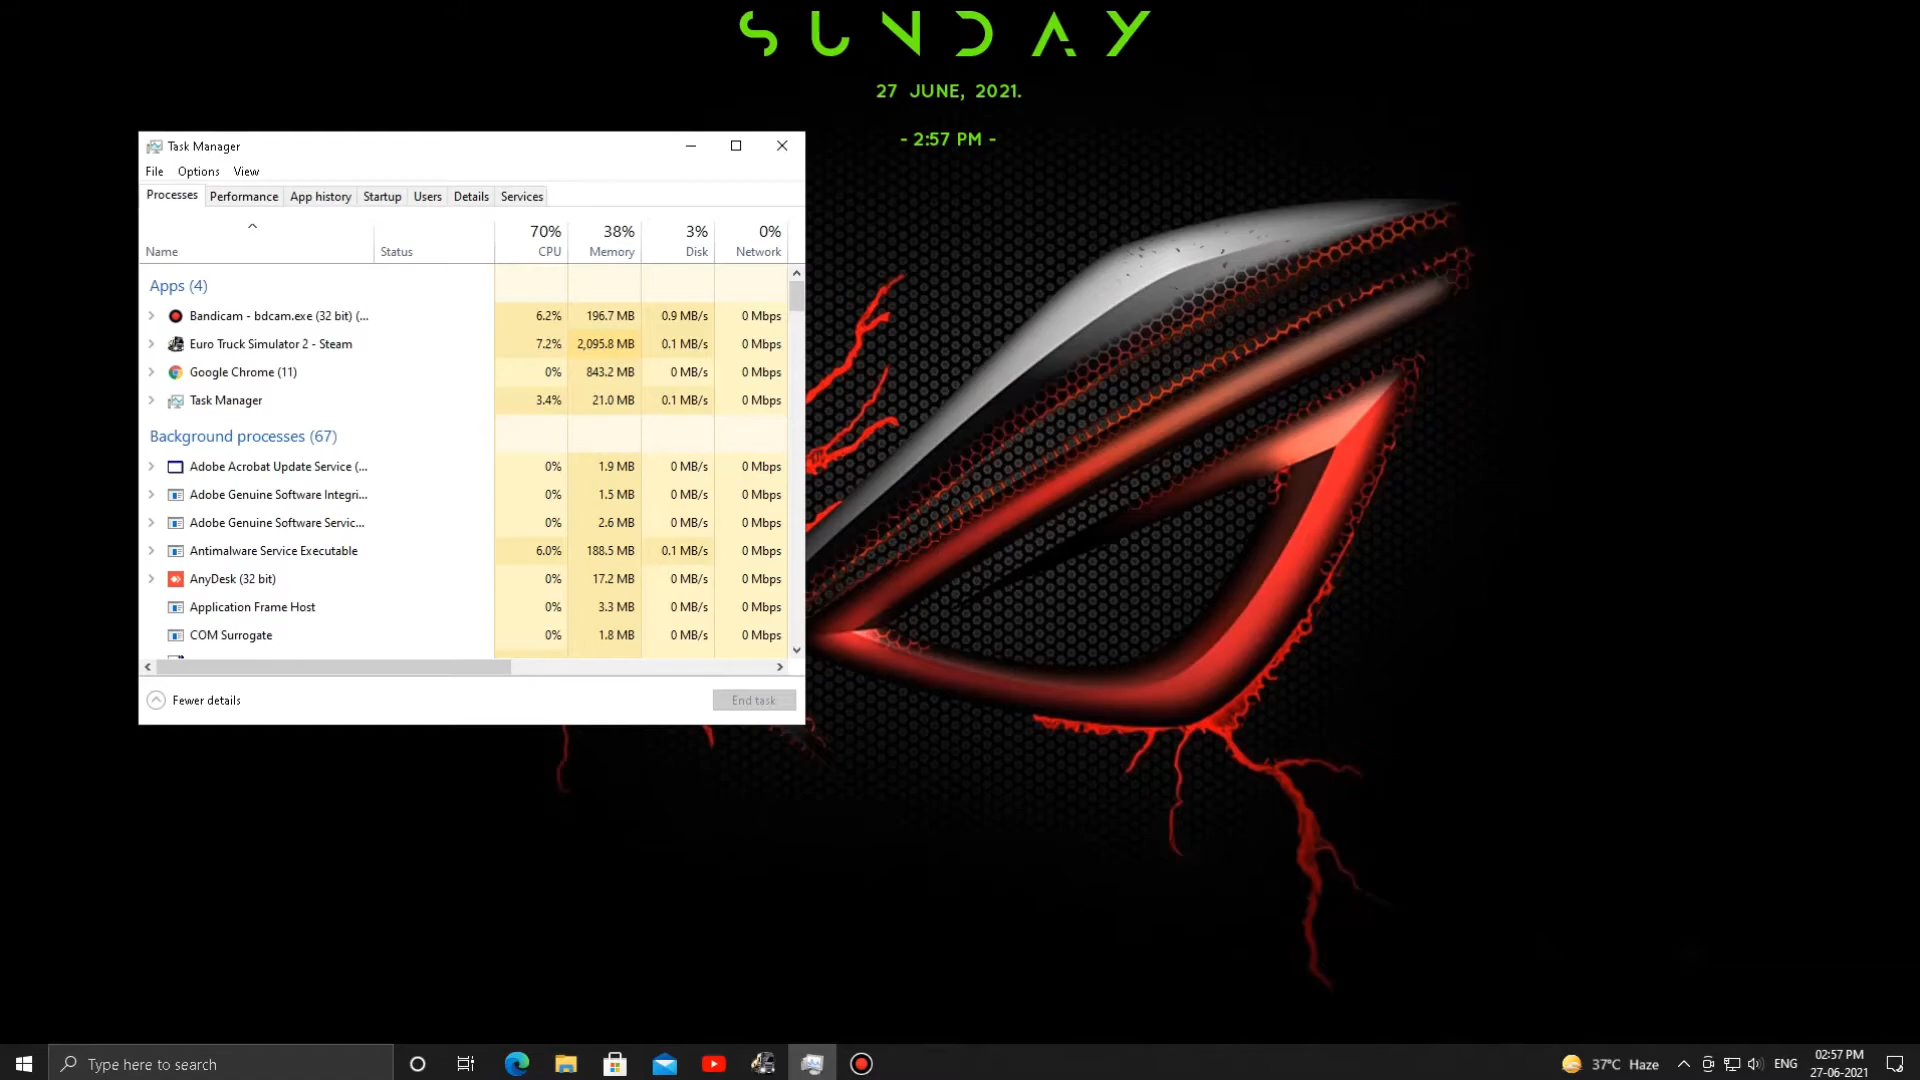 SUNDAY
27 JUNE, 2021.
- 2:57 PM -
Task Manager
File Options View
Processes Performance App history Startup Users Details Services
70% 38% 3% 0%
Name Status CPU Memory Disk Network
Apps (4)
Bandicam - bdcam.exe (32 bit) (... 6.2% 196.7 MB 0.9 MB/s 0 Mbps
Euro Truck Simulator 2 - Steam 7.2% 2,095.8 MB 0.1 MB/s 0 Mbps
Google Chrome (11) 0% 843.2 MB 0 MB/s 0 Mbps
Task Manager 3.4% 21.0 MB 0.1 MB/s 0 Mbps
Background processes (67)
Adobe Acrobat Update Service (... 0% 1.9 MB 0 MB/s 0 Mbps
Adobe Genuine Software Integri... 0% 1.5 MB 0 MB/s 0 Mbps
Adobe Genuine Software Servic... 0% 2.6 MB 0 MB/s 0 Mbps
Antimalware Service Executable 6.0% 188.5 MB 0.1 MB/s 0 Mbps
AnyDesk (32 bit) 0% 17.2 MB 0 MB/s 0 Mbps
Application Frame Host 0% 3.3 MB 0 MB/s 0 Mbps
COM Surrogate 0% 1.8 MB 0 MB/s 0 Mbps
Fewer details End task
Type here to search 37°C Haze ENG 02:57 PM
27-06-2021